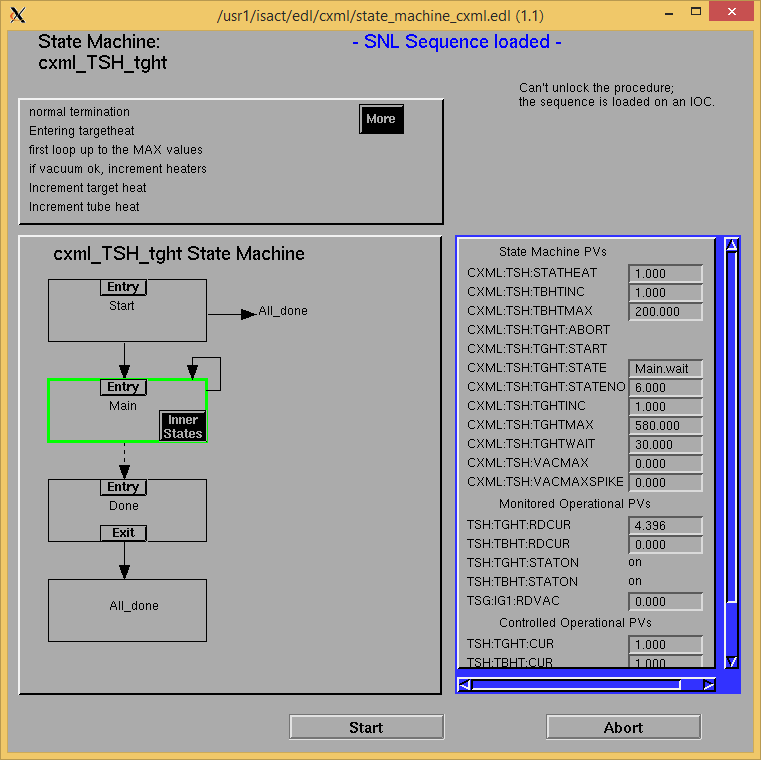 /usr1/isact/edl/cxml/state_machine_cxml.edl (1.1)
State Machine:
- SNL Sequence loaded -
cxml_TSH_tght
Can't unlock the procedure;
the sequence is loaded on an IOC.
normal termination
More
Entering targetheat
first loop up to the MAX values
if vacuum ok, increment heaters
Increment target heat
Increment tube heat
cxml_TSH_tght State Machine
Entry
Start
All_done
Entry
Main
Inner
States
Entry
Done
Exit
All_done
State Machine PVs
CXML:TSH:STATHEAT 1.000
CXML:TSH:TBHTINC 1.000
CXML:TSH:TBHTMAX 200.000
CXML:TSH:TGHT:ABORT
CXML:TSH:TGHT:START
CXML:TSH:TGHT:STATE Main.wait
CXML:TSH:TGHT:STATENO 6.000
CXML:TSH:TGHTINC 1.000
CXML:TSH:TGHTMAX 580.000
CXML:TSH:TGHTWAIT 30.000
CXML:TSH:VACMAX 0.000
CXML:TSH:VACMAXSPIKE 0.000
Monitored Operational PVs
TSH:TGHT:RDCUR 4.396
TSH:TBHT:RDCUR 0.000
TSH:TGHT:STATON on
TSH:TBHT:STATON on
TSG:IG1:RDVAC 0.000
Controlled Operational PVs
TSH:TGHT:CUR 1.000
TSH:TBHT:CUR 1.000
Start
Abort